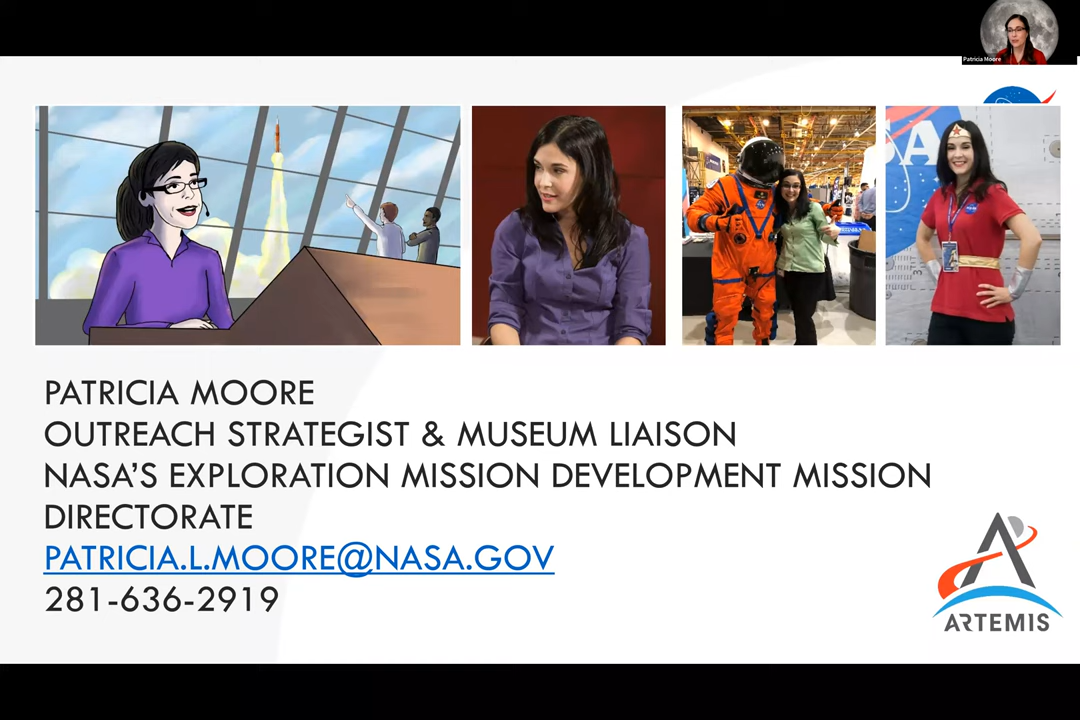 Patricia Moore
SA
PATRICIA MOORE
OUTREACH STRATEGIST & MUSEUM LIAISON
NASA'S EXPLORATION MISSION DEVELOPMENT MISSION
DIRECTORATE
PATRICIA.L.MOORE@NASA.GOV
281-636-2919
ARTEMIS